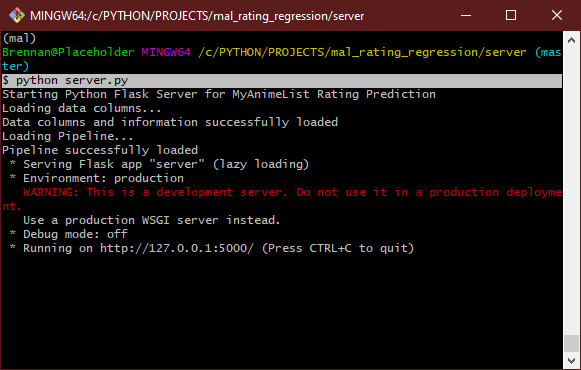 MINGW64:/c/PYTHON/PROJECTS/mal_rating_regression/server
(mal)
Brennan@Placeholder MINGW64 /c/PYTHON/PROJECTS/mal_rating_regression/server (mas
ter)
$ python server.py
Starting Python Flask Server for MyAnimeList Rating Prediction
Loading data columns...
Data columns and information successfully loaded
Loading Pipeline...
Pipeline successfully loaded
 * Serving Flask app "server" (lazy loading)
 * Environment: production
   WARNING: This is a development server. Do not use it in a production deployme
nt.
   Use a production WSGI server instead.
 * Debug mode: off
 * Running on http://127.0.0.1:5000/ (Press CTRL+C to quit)